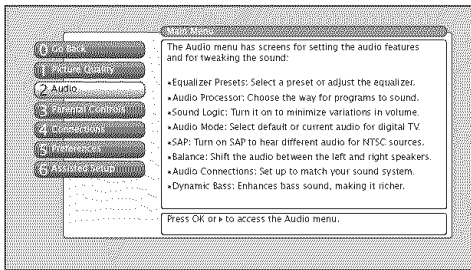 Main Menu
0 Go Back
1 Picture Quality
2 Audio
3 Parental Controls
4 Connections
5 Preferences
6 Assisted Setup
The Audio menu has screens for setting the audio features
and for tweaking the sound:
▪Equalizer Presets: Select a preset or adjust the equalizer.
▪Audio Processor: Choose the way for programs to sound.
▪Sound Logic: Turn it on to minimize variations in volume.
▪Audio Mode: Select default or current audio for digital TV.
▪SAP: Turn on SAP to hear different audio for NTSC sources.
▪Balance: Shift the audio between the left and right speakers.
▪Audio Connections: Set up to match your sound system.
▪Dynamic Bass: Enhances bass sound, making it richer.
Press OK or ▸ to access the Audio menu.